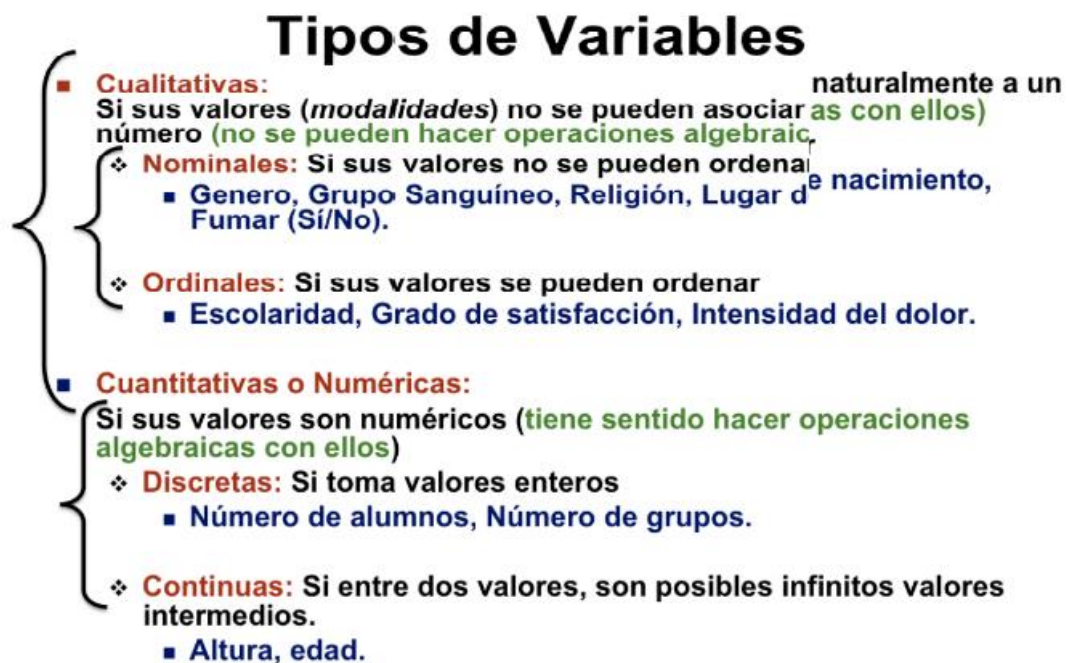 Tipos de Variables
Cualitativas:
Si sus valores (modalidades) no se pueden asociar naturalmente a un
número (no se pueden hacer operaciones algebraicas con ellos)
Nominales: Si sus valores no se pueden ordenar
Genero, Grupo Sanguíneo, Religión, Lugar de nacimiento,
Fumar (Sí/No).
Ordinales: Si sus valores se pueden ordenar
Escolaridad, Grado de satisfacción, Intensidad del dolor.
Cuantitativas o Numéricas:
Si sus valores son numéricos (tiene sentido hacer operaciones
algebraicas con ellos)
Discretas: Si toma valores enteros
Número de alumnos, Número de grupos.
Continuas: Si entre dos valores, son posibles infinitos valores
intermedios.
Altura, edad.